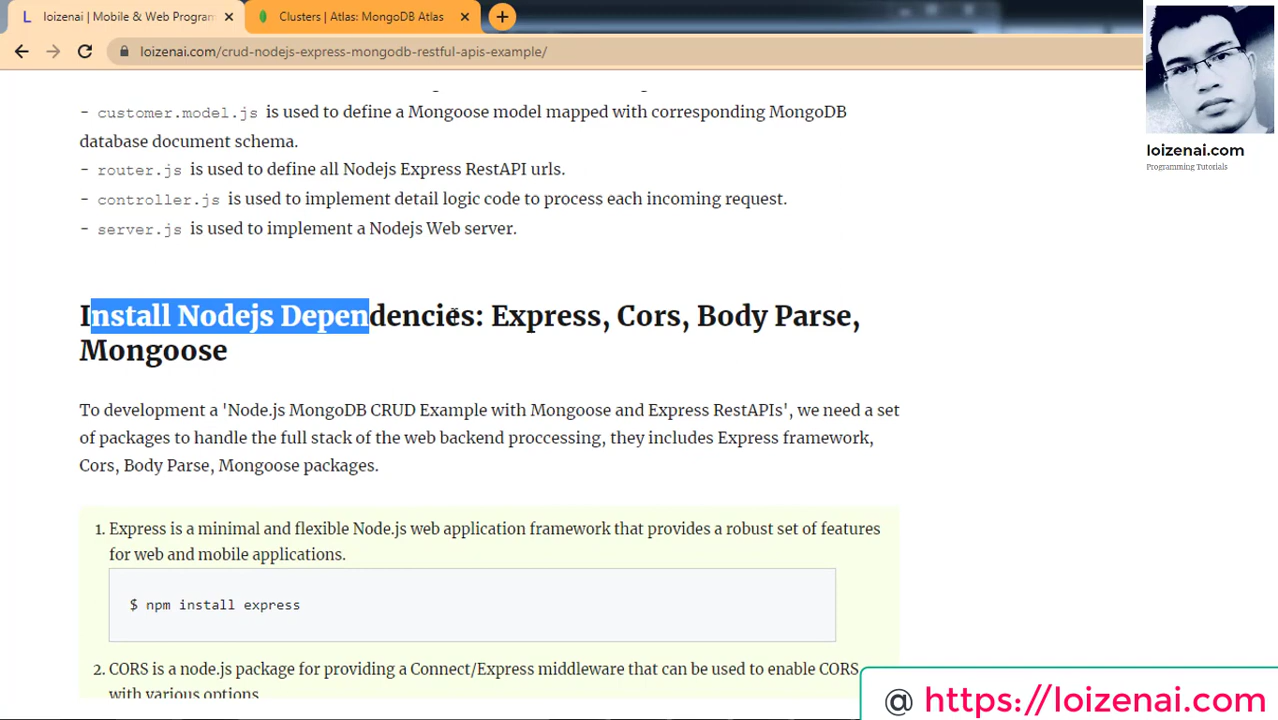 L loizenai | Mobile & Web Program
Clusters | Atlas: MongoDB Atlas
loizenai.com/crud-nodejs-express-mongodb-restful-apis-example/
loizenai.com
Programming Tutorials
- customer.model.js is used to define a Mongoose model mapped with corresponding MongoDB
database document schema.
- router.js is used to define all Nodejs Express RestAPI urls.
- controller.js is used to implement detail logic code to process each incoming request.
- server.js is used to implement a Nodejs Web server.
Install Nodejs Dependencies: Express, Cors, Body Parse,
Mongoose
To development a 'Node.js MongoDB CRUD Example with Mongoose and Express RestAPIs', we need a set
of packages to handle the full stack of the web backend proccessing, they includes Express framework,
Cors, Body Parse, Mongoose packages.
1. Express is a minimal and flexible Node.js web application framework that provides a robust set of features
for web and mobile applications.
$ npm install express
2. CORS is a node.js package for providing a Connect/Express middleware that can be used to enable CORS
with various options.
@ https://loizenai.com